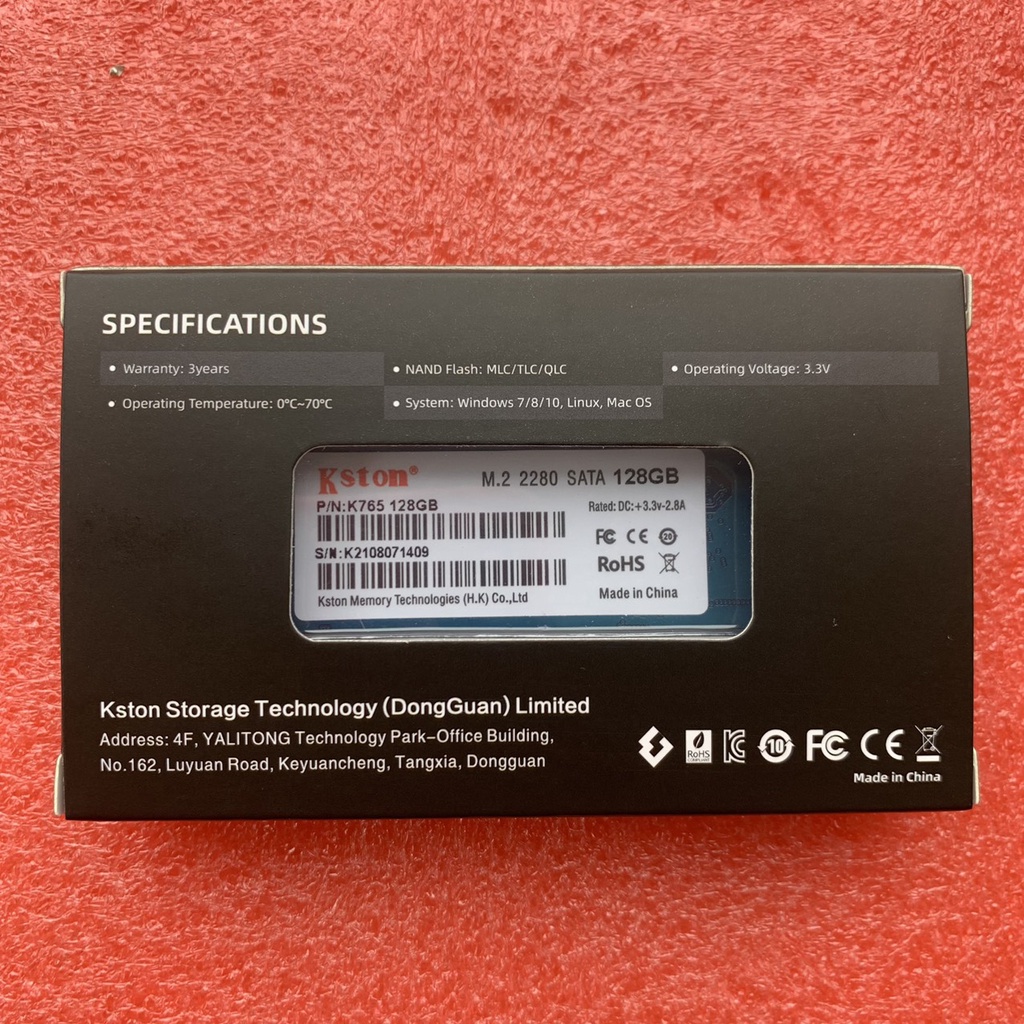 SPECIFICATIONS
• Warranty: 3years
• NAND Flash: MLC/TLC/QLC
• Operating Voltage: 3.3V
• Operating Temperature: 0°C~70°C
• System: Windows 7/8/10, Linux, Mac OS
Kston®
M.2 2280 SATA 128GB
P/N:K765 128GB
Rated: DC:+3.3v-2.8A
FC CE 20
S/N:K2108071409
RoHS
Kston Memory Technologies (H.K) Co.,Ltd
Made in China
Kston Storage Technology (DongGuan) Limited
Address: 4F, YALITONG Technology Park-Office Building,
No.162, Luyuan Road, Keyuancheng, Tangxia, Dongguan
RoHS
COMPLIANT
10 FC CE
Made in China